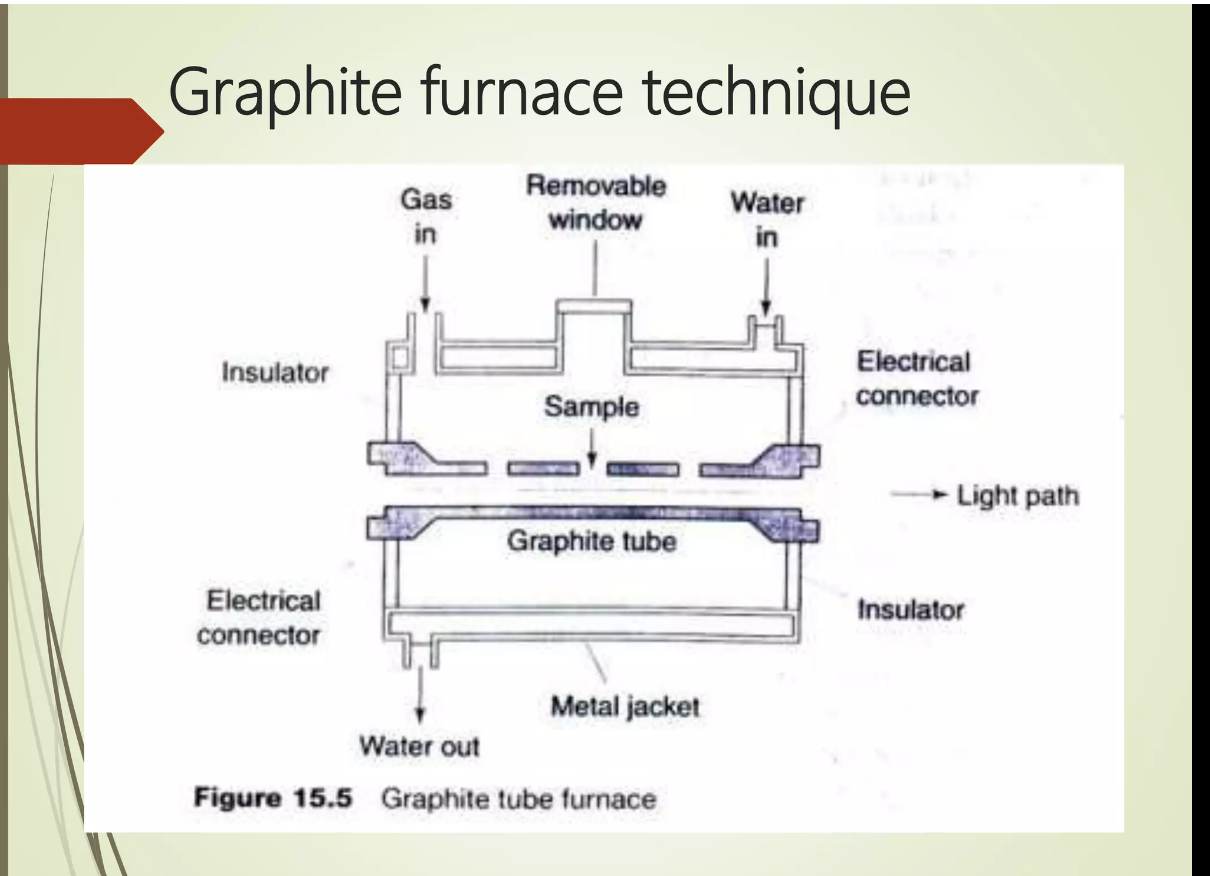 Graphite furnace technique
Gas
in
Removable
window
Water
in
Insulator
Electrical
connector
Sample
Light path
Graphite tube
Electrical
connector
Insulator
Metal jacket
Water out
Figure 15.5 Graphite tube furnace